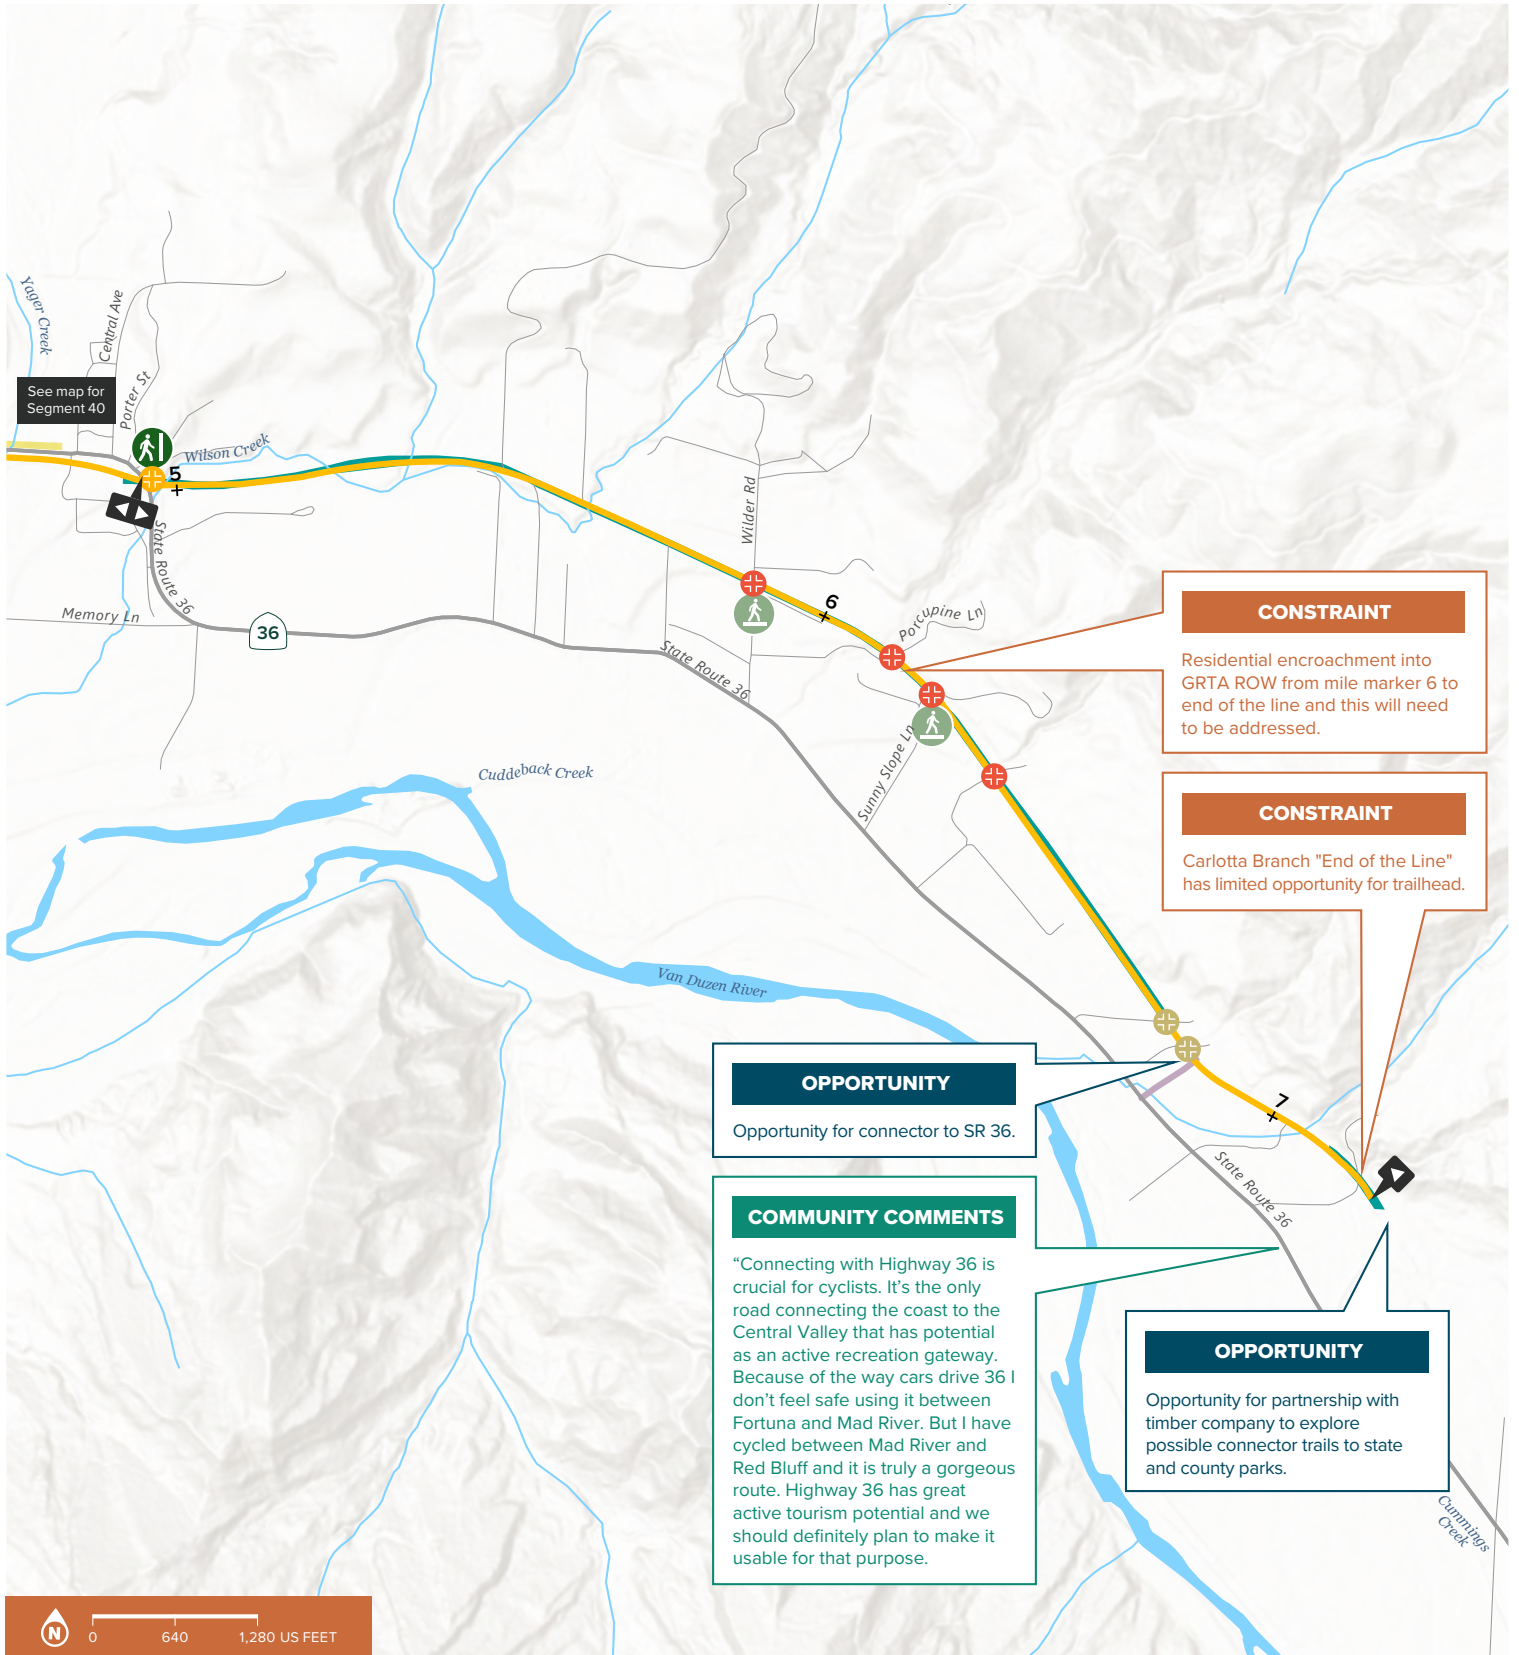 Yager Creek
Central Ave
Porter St
See map for
Segment 40
Wilson Creek
5
State Route 36
Memory Ln
36
Wilder Rd
6
Porcupine Ln
State Route 36
Sunny Slope Ln
CONSTRAINT
Residential encroachment into
GRTA ROW from mile marker 6 to
end of the line and this will need
to be addressed.
CONSTRAINT
Carlotta Branch "End of the Line"
has limited opportunity for trailhead.
Cuddeback Creek
Van Duzen River
OPPORTUNITY
Opportunity for connector to SR 36.
7
State Route 36
COMMUNITY COMMENTS
“Connecting with Highway 36 is
crucial for cyclists. It’s the only
road connecting the coast to the
Central Valley that has potential
as an active recreation gateway.
Because of the way cars drive 36 I
don’t feel safe using it between
Fortuna and Mad River. But I have
cycled between Mad River and
Red Bluff and it is truly a gorgeous
route. Highway 36 has great
active tourism potential and we
should definitely plan to make it
usable for that purpose.
OPPORTUNITY
Opportunity for partnership with
timber company to explore
possible connector trails to state
and county parks.
Cummings
Creek
N
0 640 1,280 US FEET